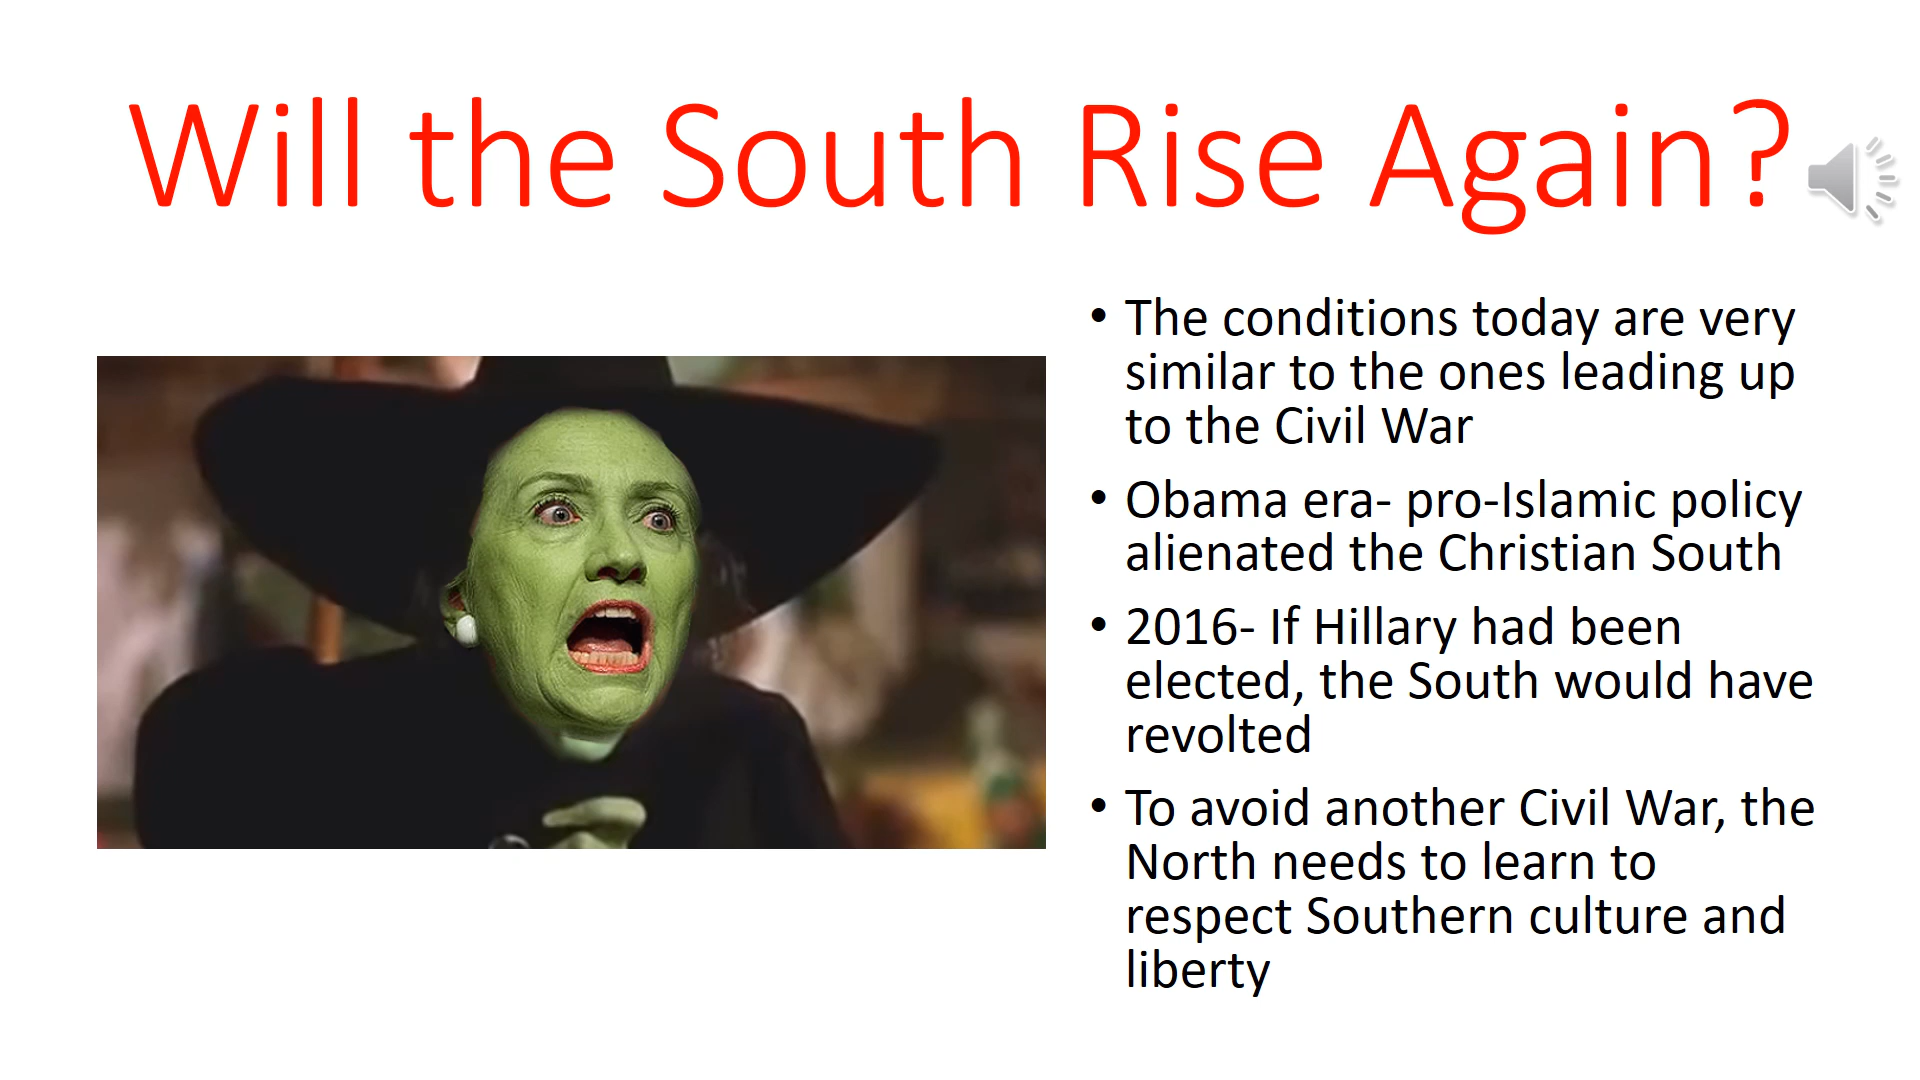 Will the South Rise Again?
• The conditions today are very
similar to the ones leading up
to the Civil War
• Obama era- pro-Islamic policy
alienated the Christian South
• 2016- If Hillary had been
elected, the South would have
revolted
• To avoid another Civil War, the
North needs to learn to
respect Southern culture and
liberty